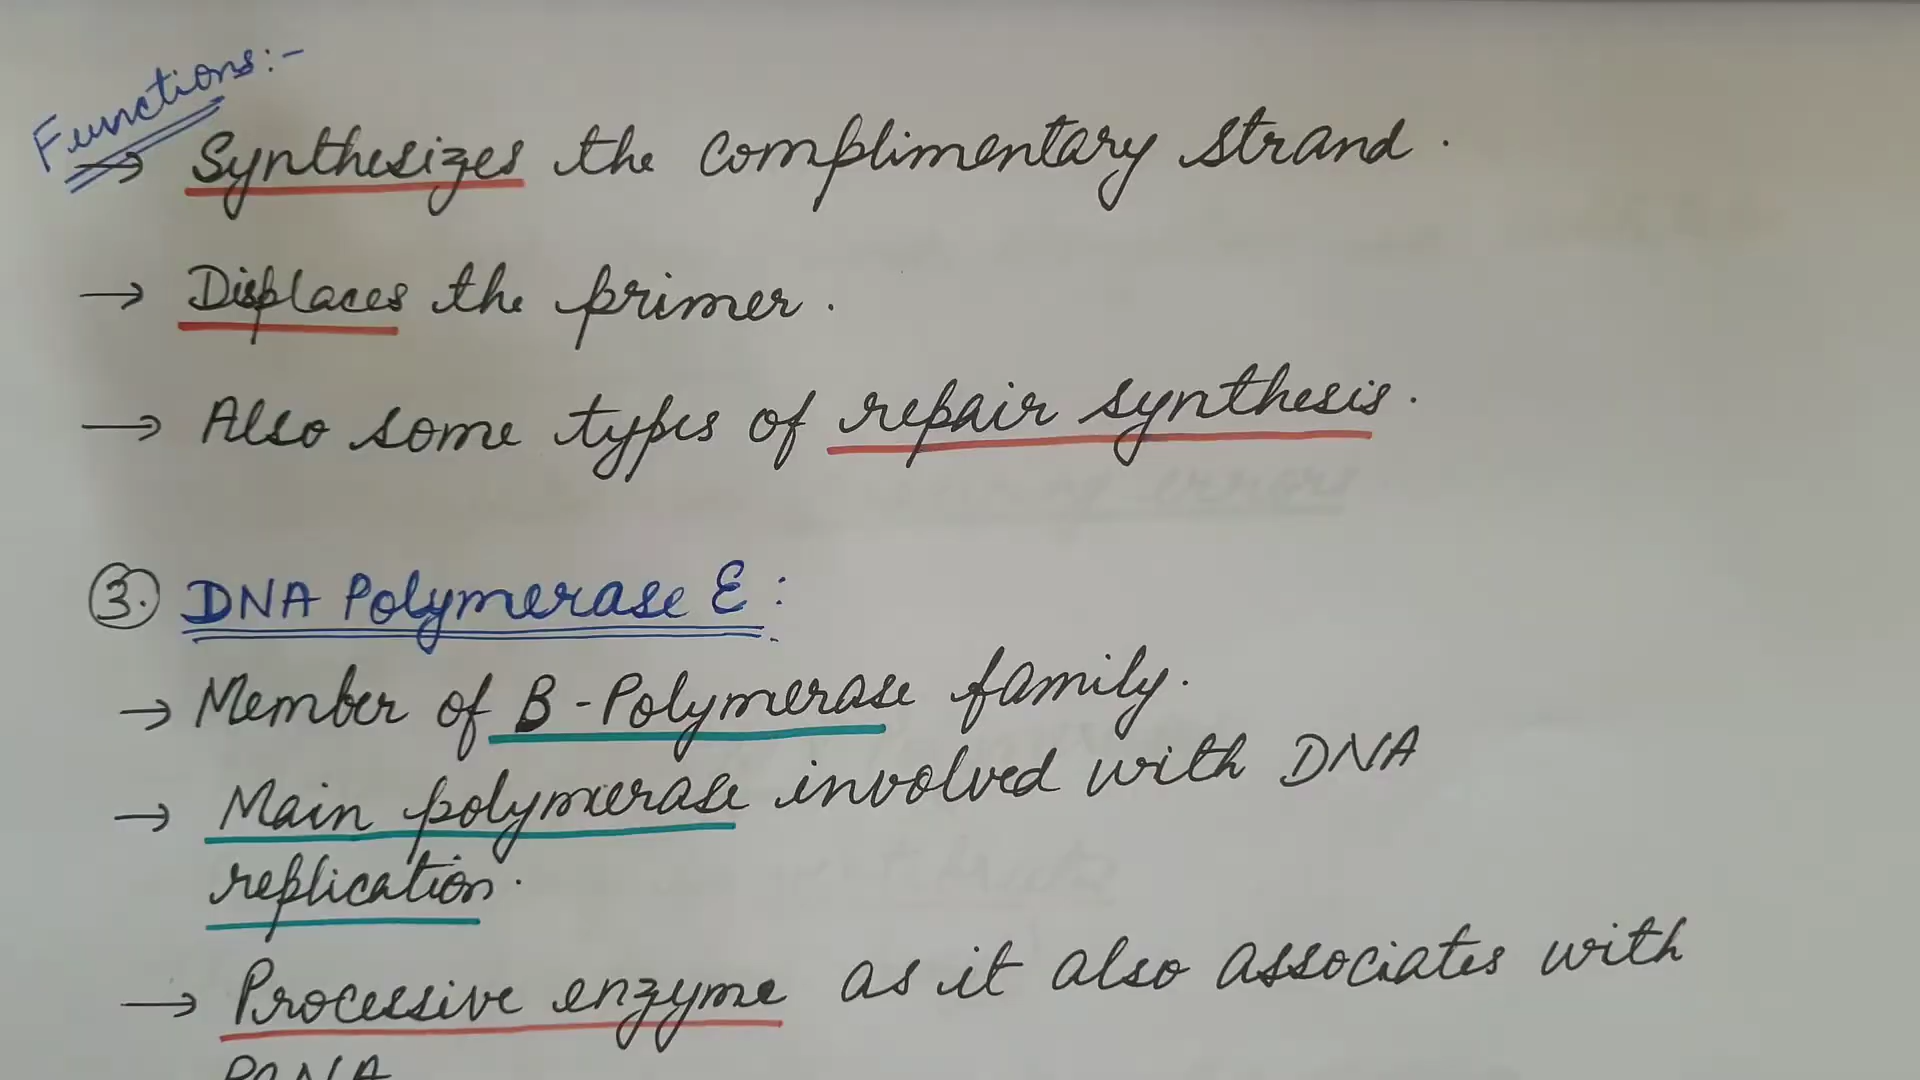 Functions:-
→ Synthesizes the complimentary strand.
→ Displaces the primer.
→ Also some types of repair synthesis.
3. DNA Polymerase Ɛ:
→ Member of B-Polymerase family.
→ Main polymerase involved with DNA
replication.
→ Processive enzyme as it also associates with
PCNA